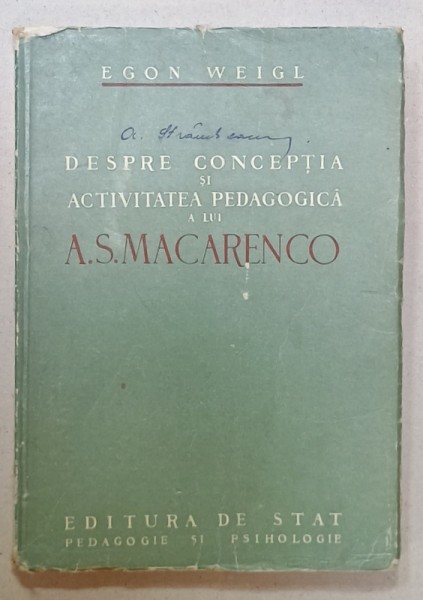 EGON WEIGL
DESPRE CONCEPȚIA
ȘI
ACTIVITATEA PEDAGOGICĂ
A LUI
A.S.MACARENCO
EDITURA DE STAT
PEDAGOGIE ȘI PSIHOLOGIE